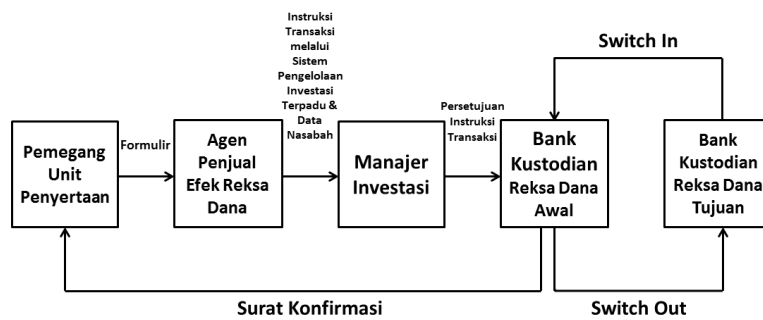 Pemegang
Unit
Penyertaan
Formulir
Agen
Penjual
Efek Reksa
Dana
Instruksi
Transaksi
melalui
Sistem
Pengelolaan
Investasi
Terpadu &
Data
Nasabah
Manajer
Investasi
Persetujuan
Instruksi
Transaksi
Bank
Kustodian
Reksa Dana
Awal
Switch In
Bank
Kustodian
Reksa Dana
Tujuan
Surat Konfirmasi
Switch Out